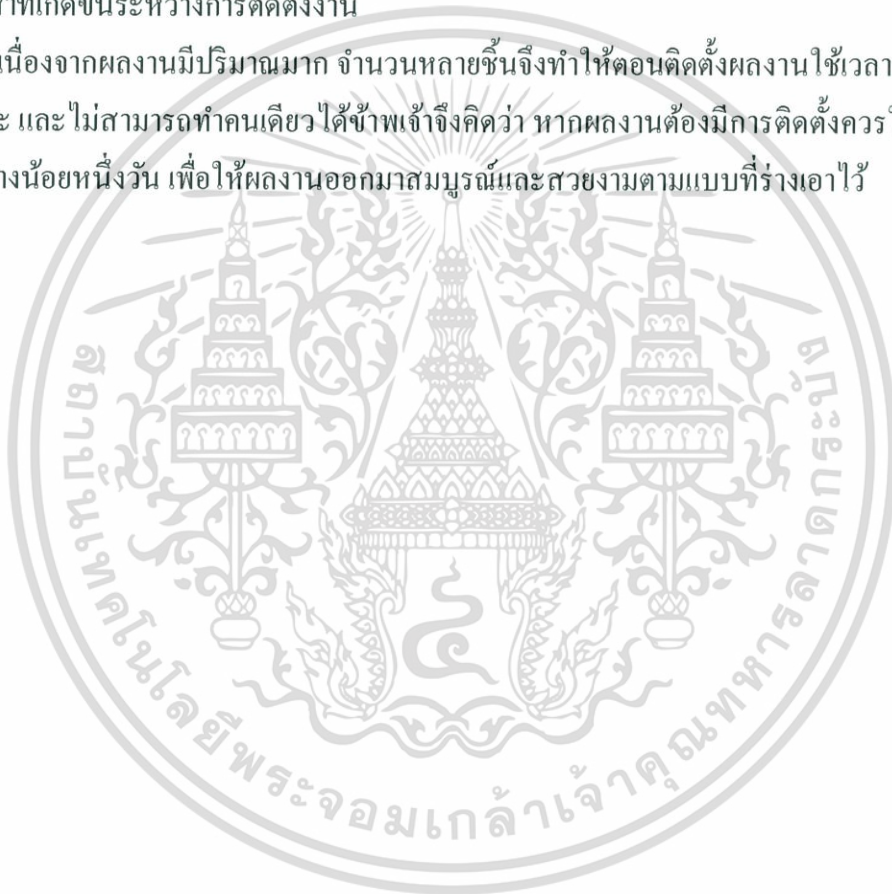 าที่เกิดขึ้นระหว่างการติดตั้งงาน
นื่องจากผลงานมีปริมาณมาก จำนวนหลายชิ้นจึงทำให้ตอนติดตั้งผลงานใช้เวลา
ะ และไม่สามารถทำคนเดียวได้ข้าพเจ้าจึงคิดว่า หากผลงานต้องมีการติดตั้งควร
างน้อยหนึ่งวัน เพื่อให้ผลงานออกมาสมบูรณ์และสวยงามตามแบบที่ร่างเอาไว้
สถาบันเทคโนโลยีพระจอมเกล้าเจ้าคุณทหารลาดกระบัง